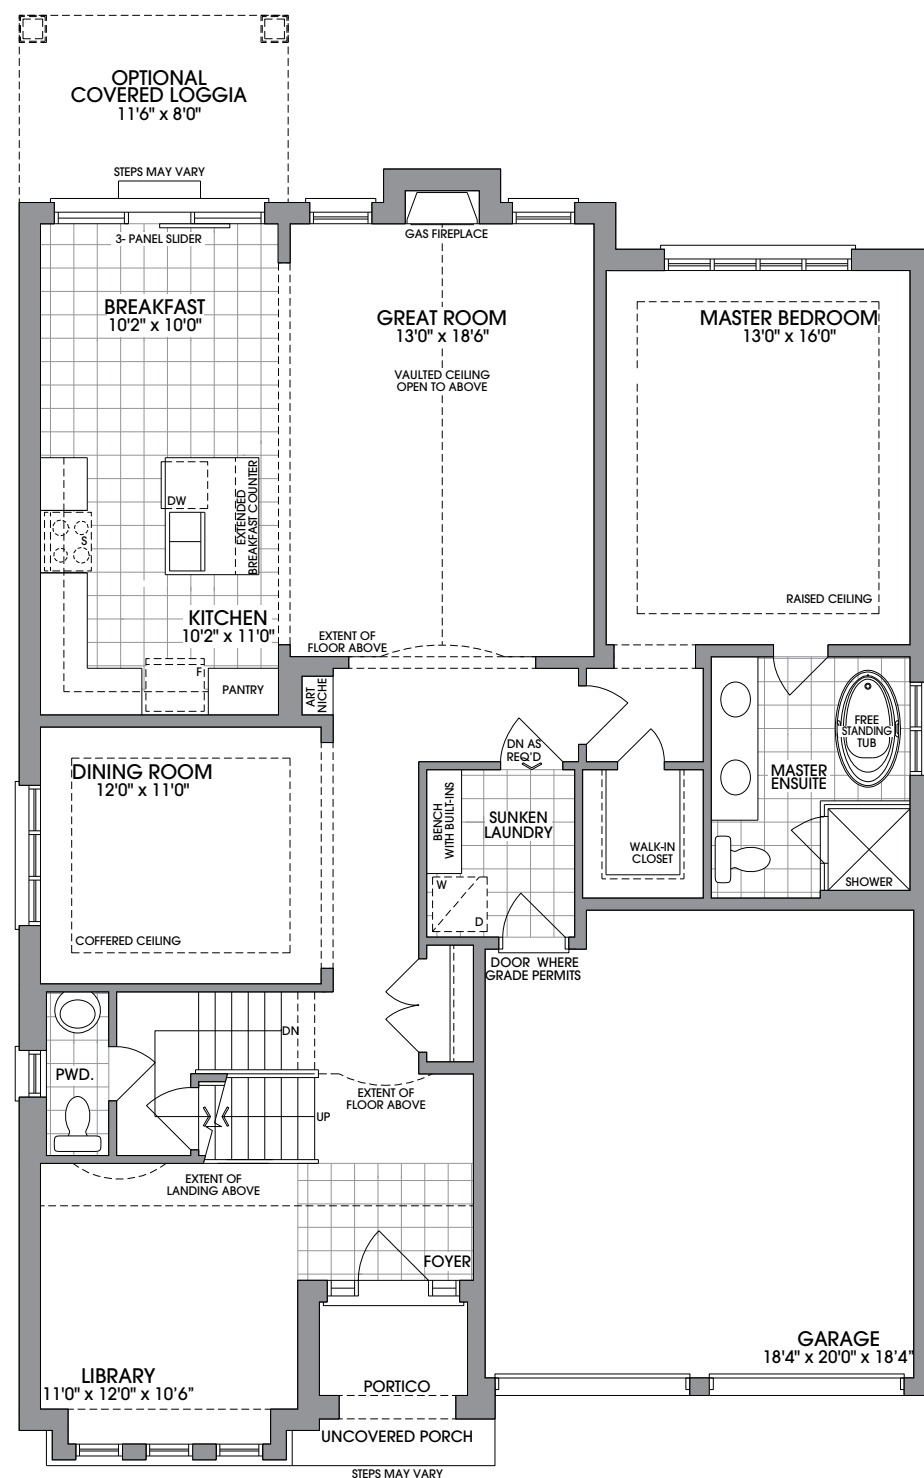 OPTIONAL
COVERED LOGGIA
11'6" x 8'0"
STEPS MAY VARY
3- PANEL SLIDER
GAS FIREPLACE
BREAKFAST
10'2" x 10'0"
GREAT ROOM
13'0" x 18'6"
VAULTED CEILING
OPEN TO ABOVE
MASTER BEDROOM
13'0" x 16'0"
RAISED CEILING
DW
EXTENDED
BREAKFAST COUNTER
S
KITCHEN
10'2" x 11'0"
F
PANTRY
EXTENT OF
FLOOR ABOVE
ART
NICHE
DN AS
REQ'D
FREE
STANDING
TUB
MASTER
ENSUITE
DINING ROOM
12'0" x 11'0"
COFFERED CEILING
BENCH
WITH BUILT-INS
SUNKEN
LAUNDRY
W
D
WALK-IN
CLOSET
SHOWER
DOOR WHERE
GRADE PERMITS
DN
PWD.
UP
EXTENT OF
FLOOR ABOVE
EXTENT OF
LANDING ABOVE
FOYER
LIBRARY
11'0" x 12'0" x 10'6"
PORTICO
GARAGE
18'4" x 20'0" x 18'4"
UNCOVERED PORCH
STEPS MAY VARY